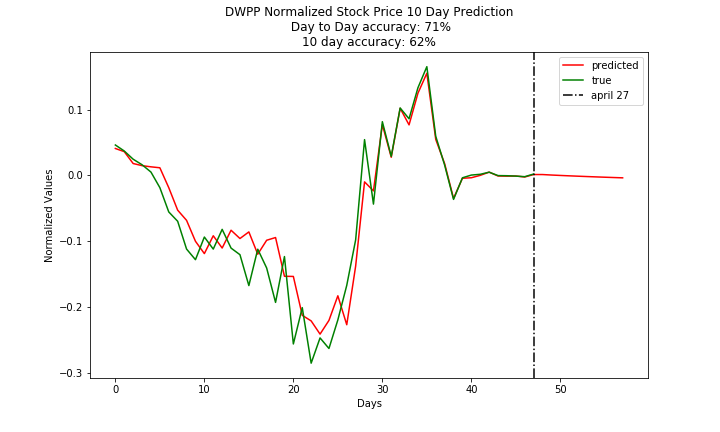 DWPP Normalized Stock Price 10 Day Prediction
Day to Day accuracy: 71%
10 day accuracy: 62%
predicted
true
april 27
0.1
0.0
−0.1
−0.2
−0.3
Normalized Values
0
10
20
30
40
50
Days